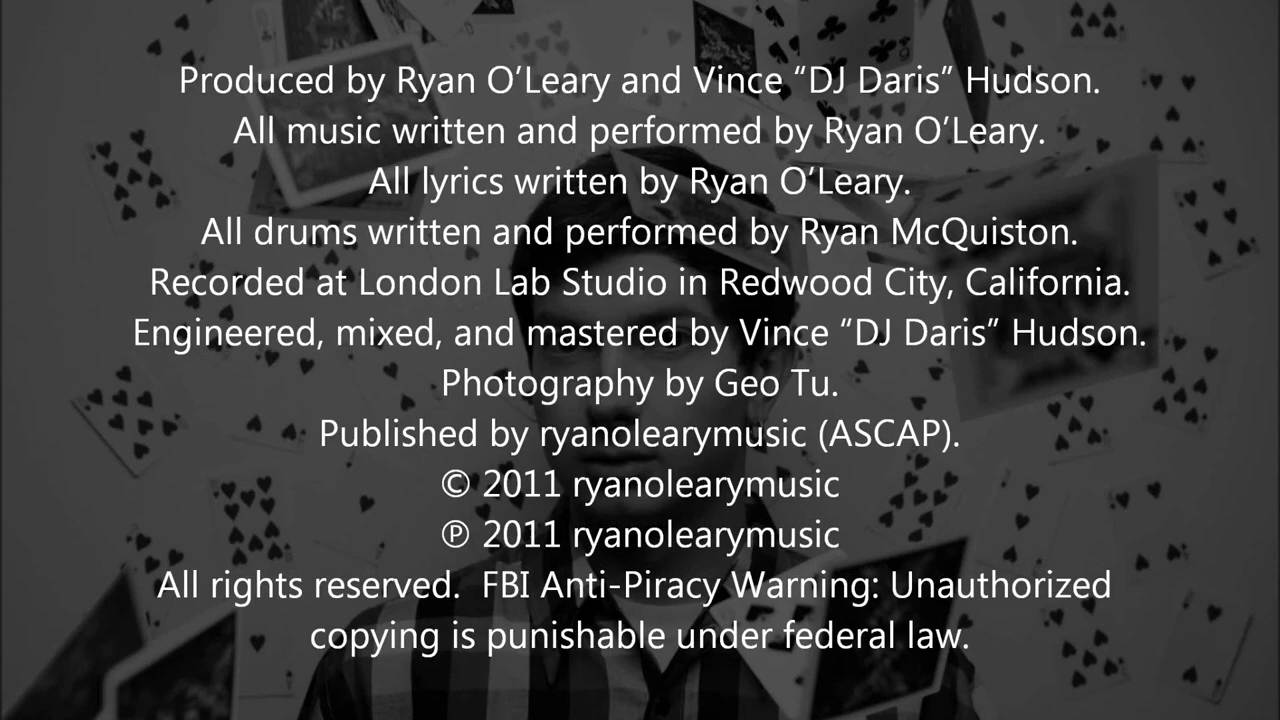 Produced by Ryan O’Leary and Vince “DJ Daris” Hudson.
All music written and performed by Ryan O’Leary.
All lyrics written by Ryan O’Leary.
All drums written and performed by Ryan McQuiston.
Recorded at London Lab Studio in Redwood City, California.
Engineered, mixed, and mastered by Vince “DJ Daris” Hudson.
Photography by Geo Tu.
Published by ryanolearymusic (ASCAP).
© 2011 ryanolearymusic
℗ 2011 ryanolearymusic
All rights reserved.  FBI Anti-Piracy Warning: Unauthorized
copying is punishable under federal law.